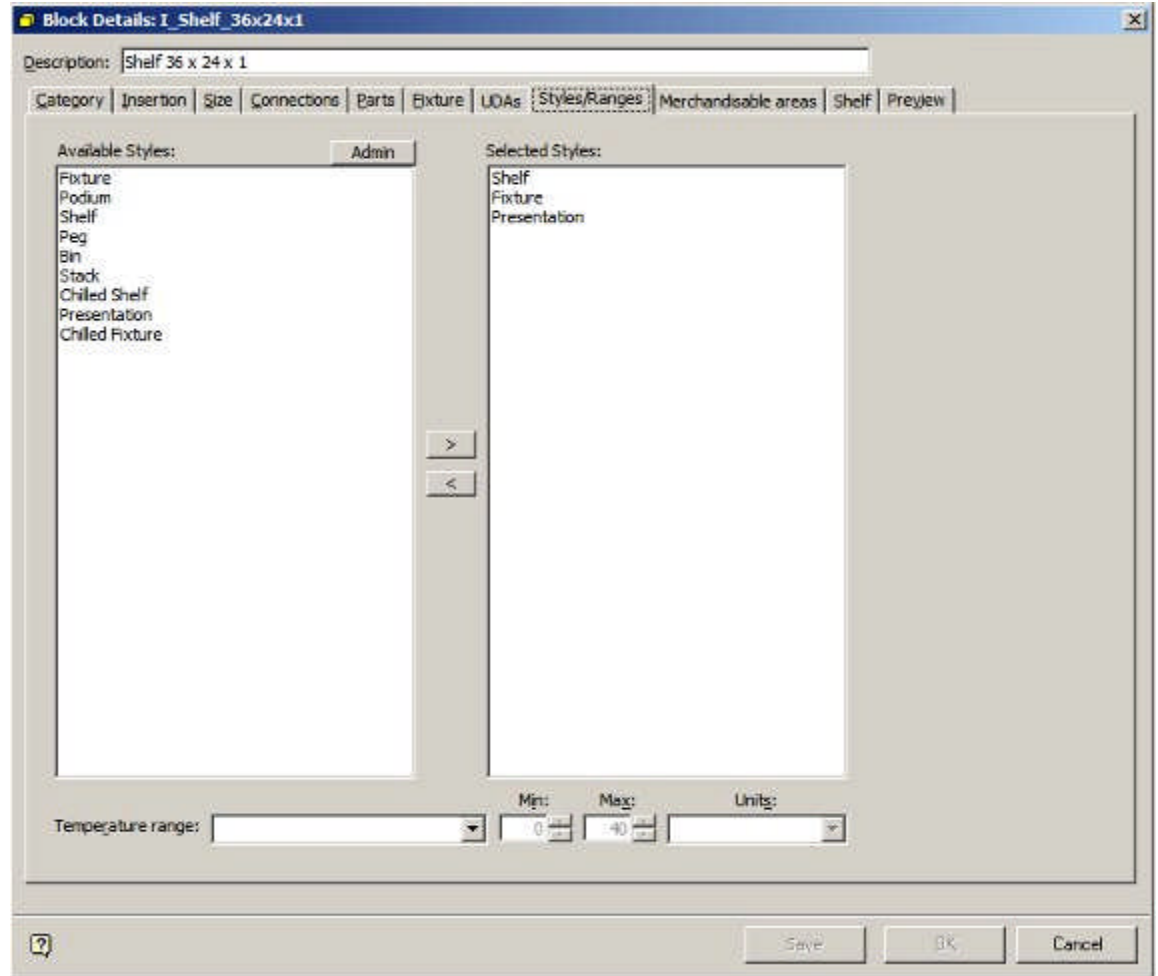 Block Details: I_Shelf_36x24x1
Description: Shelf 36 x 24 x 1
Category Insertion Size Connections Parts Fixture UDAs Styles/Ranges Merchandisable areas Shelf Preview
Available Styles: Admin Selected Styles:
Fixture
Podium
Shelf
Peg
Bin
Stack
Chilled Shelf
Presentation
Chilled Fixture
Shelf
Fixture
Presentation
>
<
Min: Max: Units:
Temperature range: 0 40
Save OK Cancel